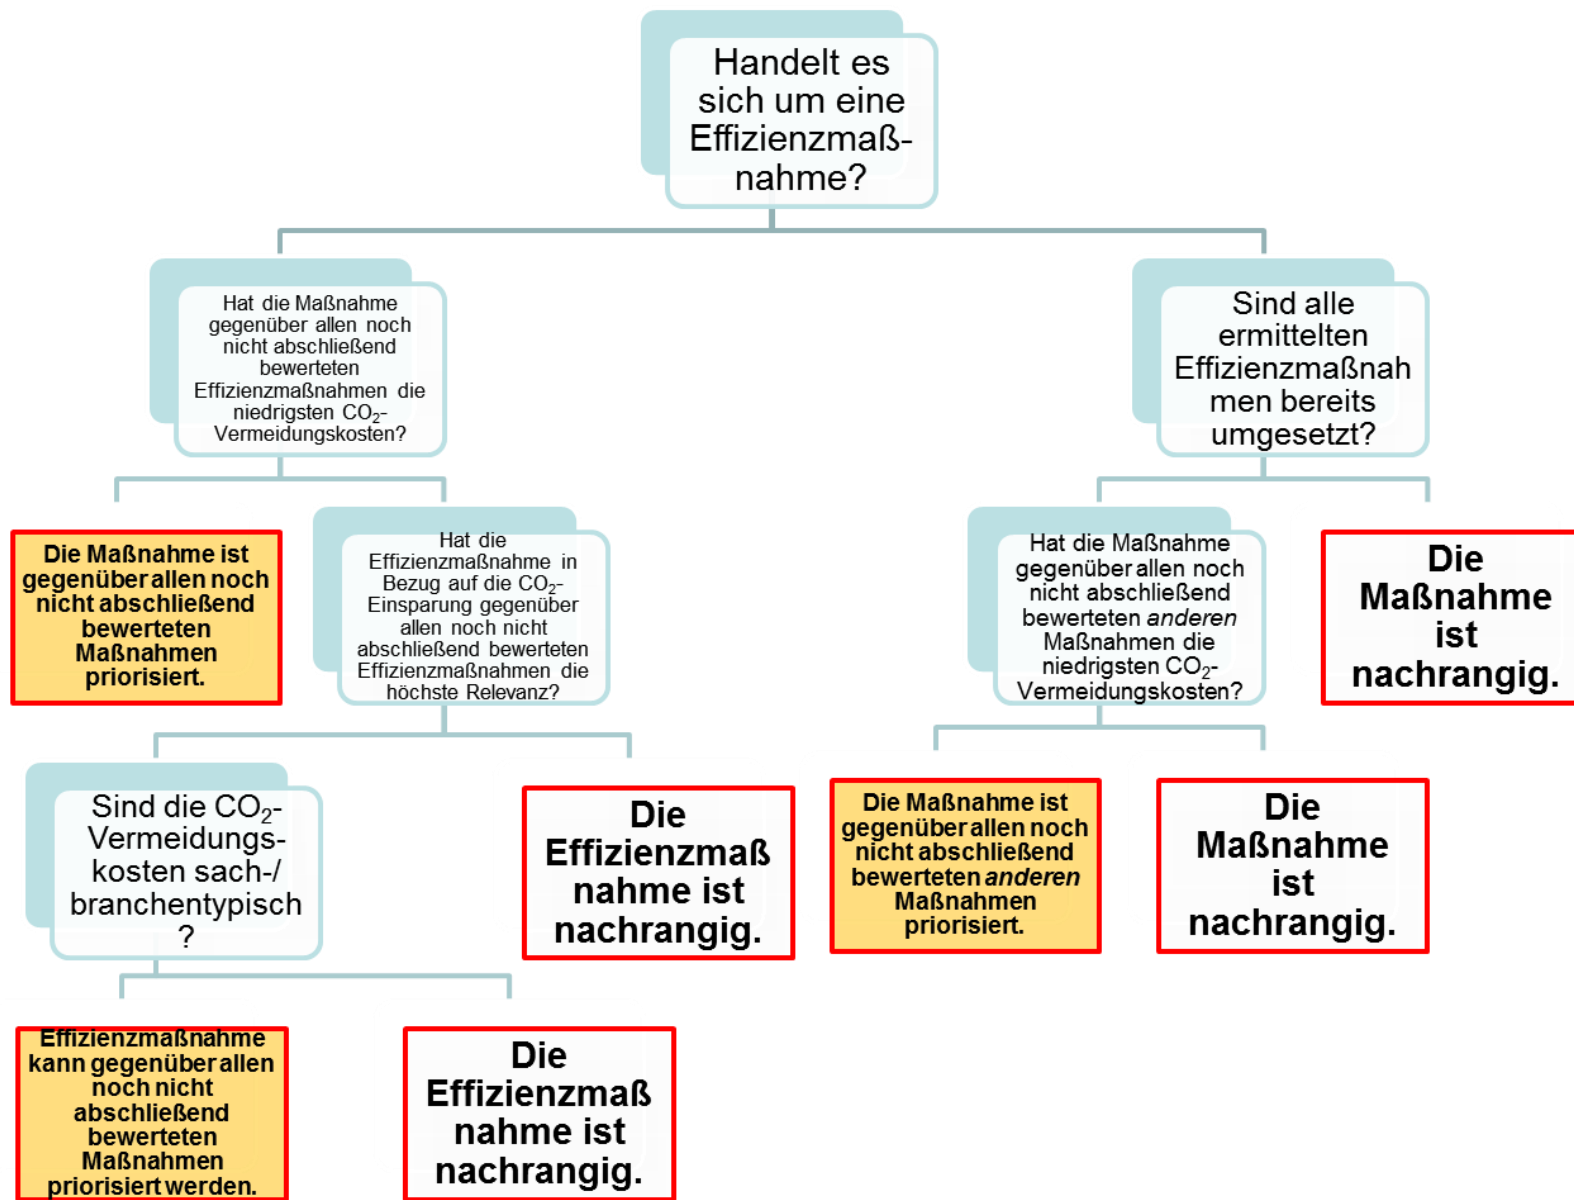 Handelt es
sich um eine
Effizienzmaß-
nahme?
Hat die Maßnahme
gegenüber allen noch
nicht abschließend
bewerteten
Effizienzmaßnahmen die
niedrigsten CO₂-
Vermeidungskosten?
Sind alle
ermittelten
Effizienzmaßnah
men bereits
umgesetzt?
Die Maßnahme ist
gegenüber allen noch
nicht abschließend
bewerteten
Maßnahmen
priorisiert.
Hat die
Effizienzmaßnahme in
Bezug auf die CO₂-
Einsparung gegenüber
allen noch nicht
abschließend bewerteten
Effizienzmaßnahmen die
höchste Relevanz?
Hat die Maßnahme
gegenüber allen noch
nicht abschließend
bewerteten anderen
Maßnahmen die
niedrigsten CO₂-
Vermeidungskosten?
Die
Maßnahme
ist
nachrangig.
Sind die CO₂-
Vermeidungs-
kosten sach-/
branchentypisch
?
Die
Effizienzmaß
nahme ist
nachrangig.
Die Maßnahme ist
gegenüber allen noch
nicht abschließend
bewerteten anderen
Maßnahmen
priorisiert.
Die
Maßnahme
ist
nachrangig.
Effizienzmaßnahme
kann gegenüber allen
noch nicht
abschließend
bewerteten
Maßnahmen
priorisiert werden.
Die
Effizienzmaß
nahme ist
nachrangig.